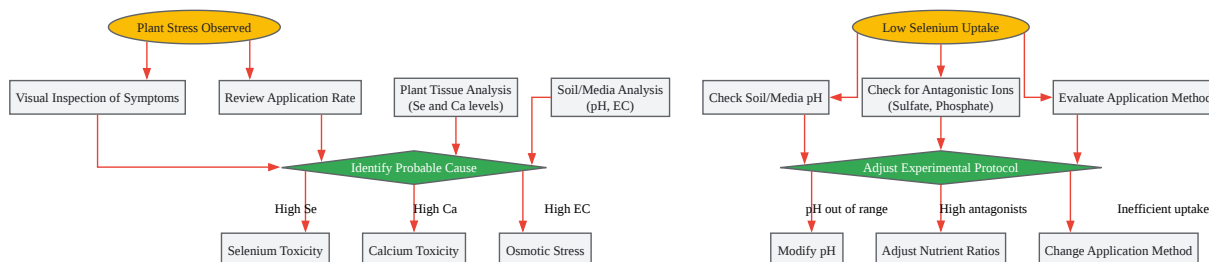 Plant Stress Observed
Low Selenium Uptake
Visual Inspection of Symptoms
Review Application Rate
Plant Tissue Analysis
(Se and Ca levels)
Soil/Media Analysis
(pH, EC)
Check Soil/Media pH
Check for Antagonistic Ions
(Sulfate, Phosphate)
Evaluate Application Method
Identify Probable Cause
Adjust Experimental Protocol
High Se
High Ca
High EC
pH out of range
High antagonists
Inefficient uptake
Selenium Toxicity
Calcium Toxicity
Osmotic Stress
Modify pH
Adjust Nutrient Ratios
Change Application Method